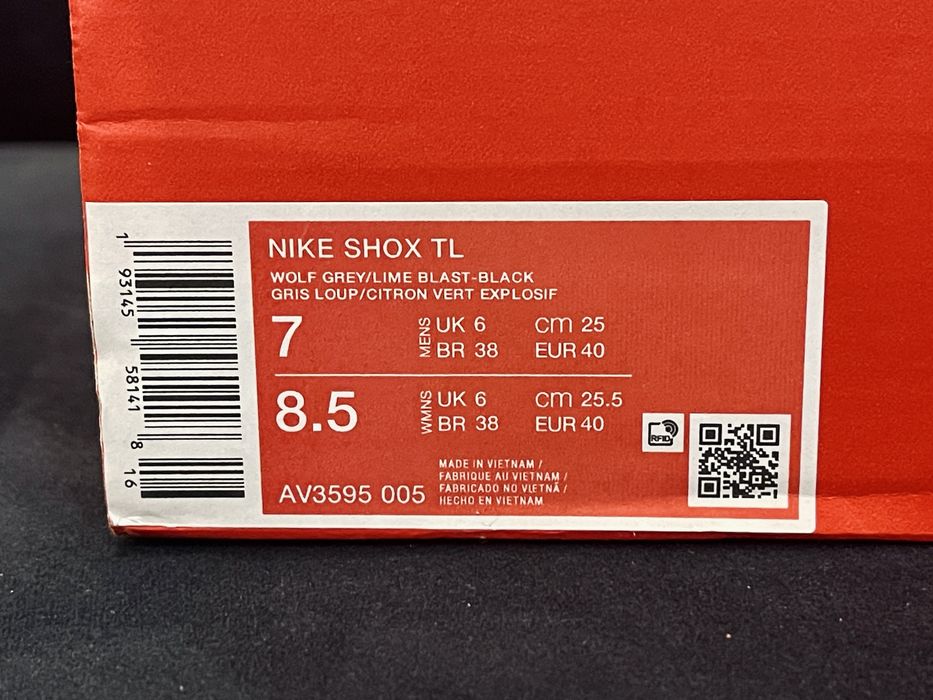 NIKE SHOX TL
WOLF GREY/LIME BLAST-BLACK
GRIS LOUP/CITRON VERT EXPLOSIF
7 MENS UK 6 cm 25
BR 38 EUR 40
8.5 WMNS UK 6 cm 25.5
BR 38 EUR 40
RFID
AV3595 005
MADE IN VIETNAM /
FABRIQUE AU VIETNAM /
FABRICADO NO VIETNÃ /
HECHO EN VIETNAM
1 93145 58141 8 16